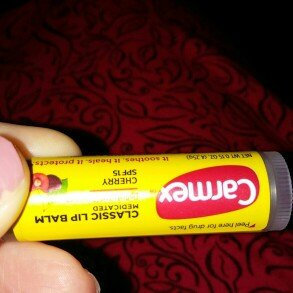 Peel here for drug facts.
Carmex
CLASSIC LIP BALM
MEDICATED
CHERRY
SPF15
It soothes. It heals. It protects.
NET WT 0.15 OZ (4.25g)